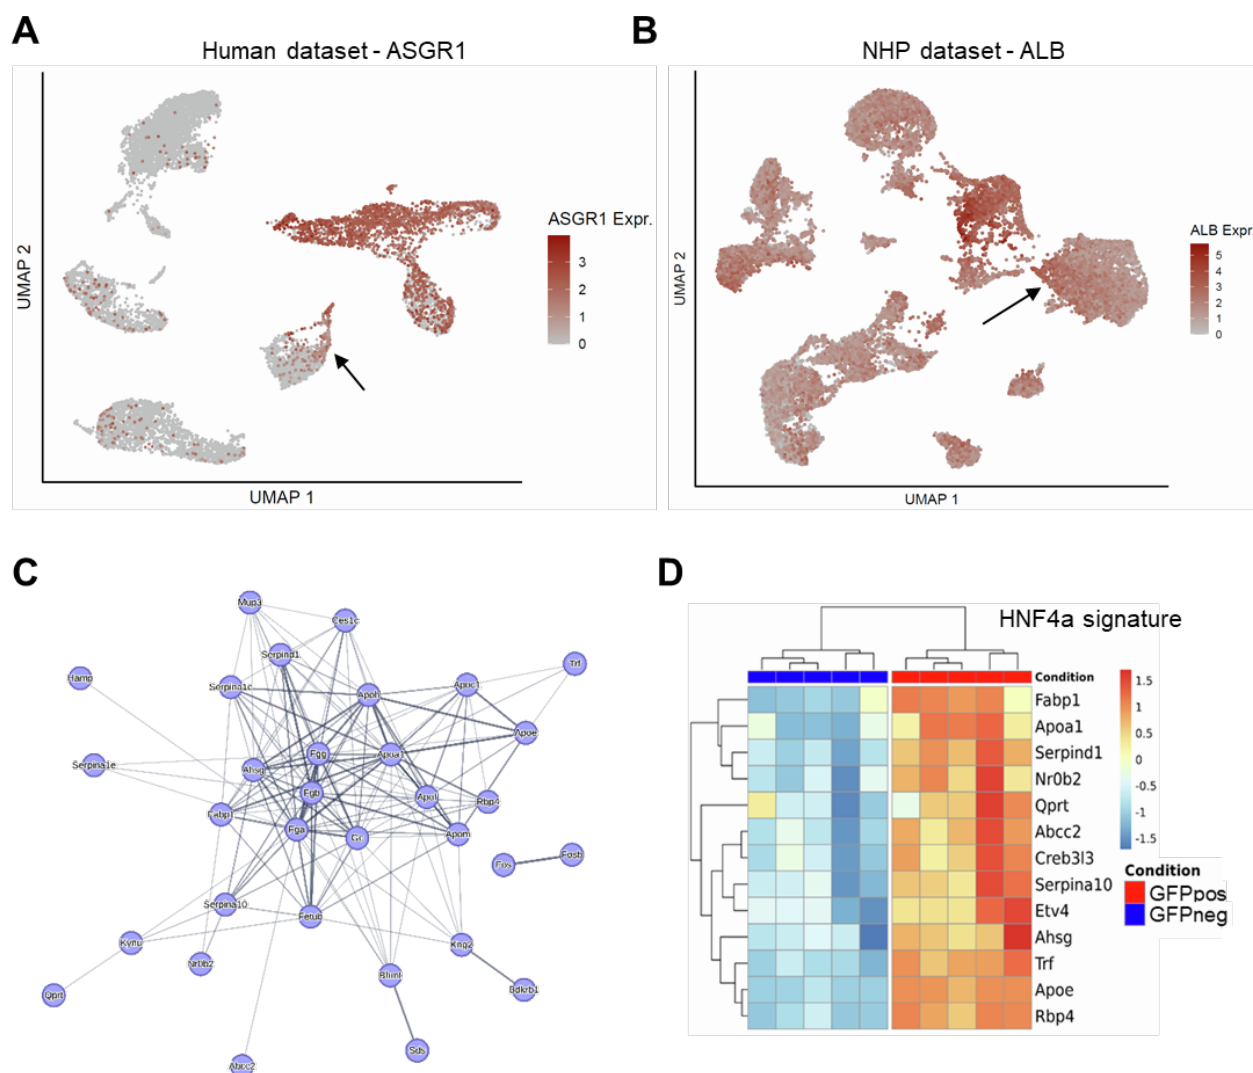 A
Human dataset - ASGR1
UMAP 2
UMAP 1
ASGR1 Expr.
3
2
1
0
B
NHP dataset - ALB
UMAP 2
UMAP 1
ALB Expr.
5
4
3
2
1
0
C
Mup3
Ces1c
Serpind1
Trf
Hamp
Serpina1c
Apoh
Apoc1
Apoe
Fgg
Apoa1
Serpina1e
Ahsg
Fgb
Rbp4
Fabp1
Fga
Gc
Apom
Fosb
Fos
Serpina10
Fetub
Kynu
Kng2
Nr0b2
Bdkrb1
Qprt
Sds
Abcc2
D
HNF4a signature
Condition
Fabp1
Apoa1
Serpind1
Nr0b2
Qprt
Abcc2
Creb3l3
Serpina10
Etv4
Ahsg
Trf
Apoe
Rbp4
1.5
1
0.5
0
-0.5
-1
-1.5
Condition
GFPpos
GFPneg